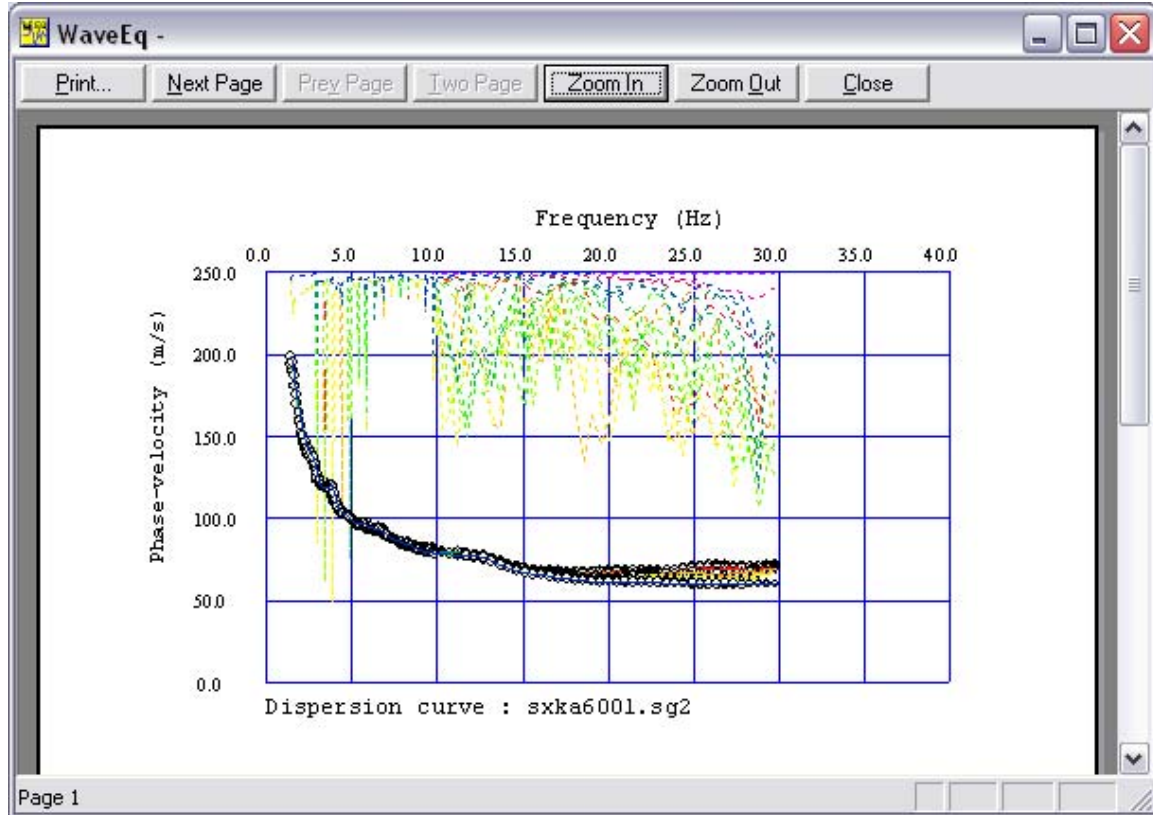 WaveEq -
Print... Next Page Prev Page Two Page Zoom In Zoom Out Close
Frequency (Hz)
0.0 5.0 10.0 15.0 20.0 25.0 30.0 35.0 40.0
250.0
200.0
150.0
100.0
50.0
0.0
Phase-velocity (m/s)
Dispersion curve : sxka6001.sg2
Page 1